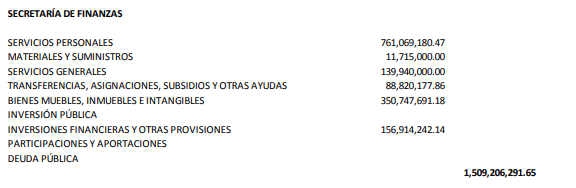 SECRETARÍA DE FINANZAS
SERVICIOS PERSONALES 761,069,180.47
MATERIALES Y SUMINISTROS 11,715,000.00
SERVICIOS GENERALES 139,940,000.00
TRANSFERENCIAS, ASIGNACIONES, SUBSIDIOS Y OTRAS AYUDAS 88,820,177.86
BIENES MUEBLES, INMUEBLES E INTANGIBLES 350,747,691.18
INVERSIÓN PÚBLICA
INVERSIONES FINANCIERAS Y OTRAS PROVISIONES 156,914,242.14
PARTICIPACIONES Y APORTACIONES
DEUDA PÚBLICA
1,509,206,291.65